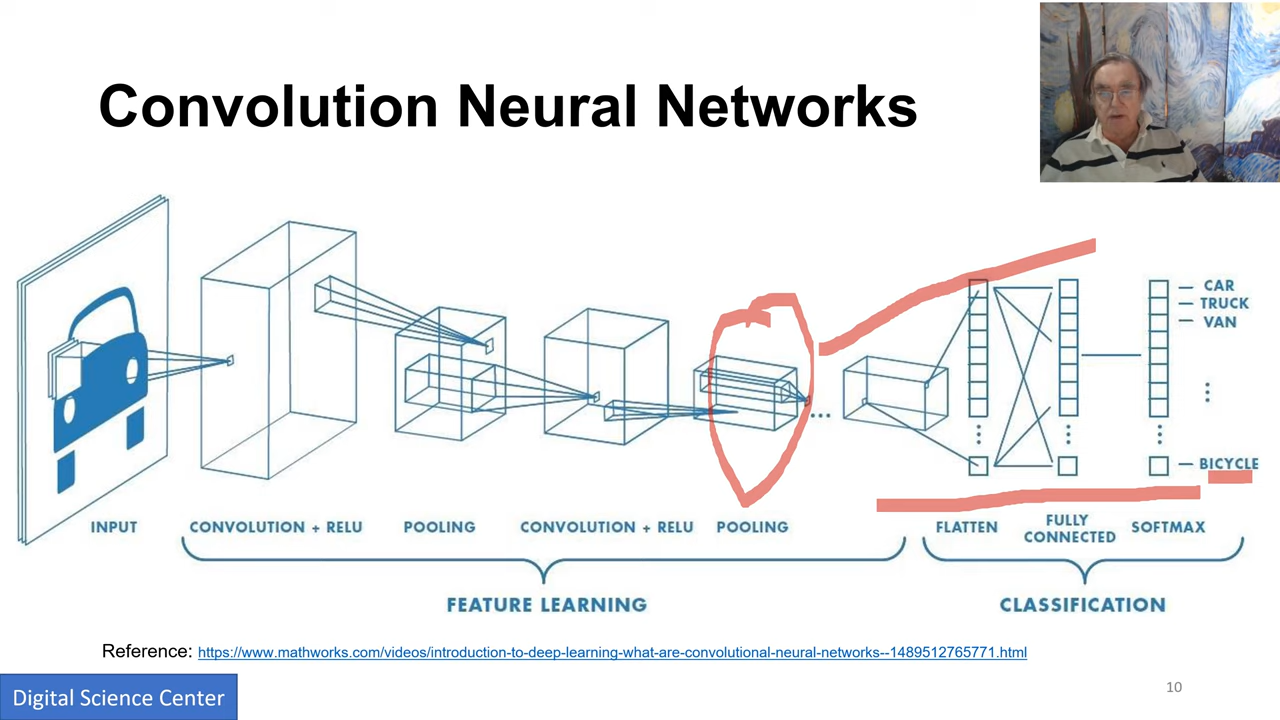 Convolution Neural Networks
CAR
TRUCK
VAN
BICYCLE
INPUT
CONVOLUTION + RELU
POOLING
CONVOLUTION + RELU
POOLING
FLATTEN
FULLY
CONNECTED
SOFTMAX
FEATURE LEARNING
CLASSIFICATION
Reference: https://www.mathworks.com/videos/introduction-to-deep-learning-what-are-convolutional-neural-networks--1489512765771.html
Digital Science Center
10